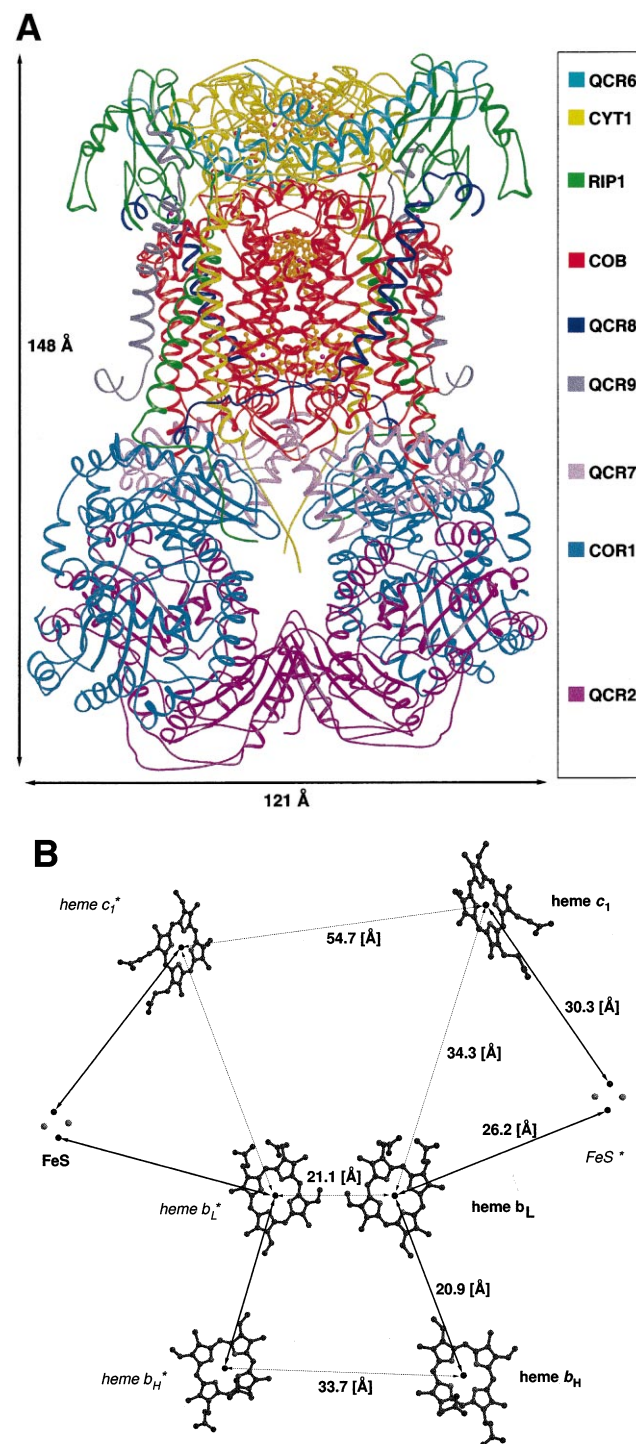 A
QCR6
CYT1
RIP1
COB
QCR8
QCR9
QCR7
COR1
QCR2
148 Å
121 Å
B
heme c1*
heme c1
54.7 [Å]
30.3 [Å]
34.3 [Å]
26.2 [Å]
FeS
FeS *
21.1 [Å]
heme bL*
heme bL
20.9 [Å]
heme bH*
heme bH
33.7 [Å]